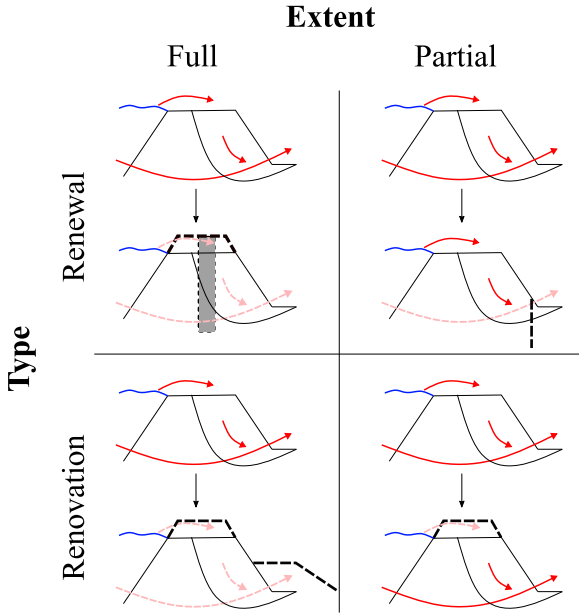 Extent
Full
Partial
Type
Renewal
Renovation